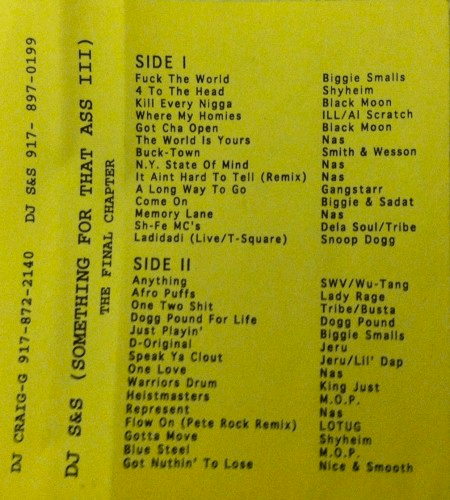 DJ CRAIG-G 917-872-2140 DJ S&S 917- 897-0199
DJ S&S (SOMETHING FOR THAT ASS III)
THE FINAL CHAPTER
SIDE I
Fuck The World Biggie Smalls
4 To The Head Shyheim
Kill Every Nigga Black Moon
Where My Homies ILL/Al Scratch
Got Cha Open Black Moon
The World Is Yours Nas
Buck-Town Smith & Wesson
N.Y. State Of Mind Nas
It Aint Hard To Tell (Remix) Nas
A Long Way To Go Gangstarr
Come On Biggie & Sadat
Memory Lane Nas
Sh-Fe MC's Dela Soul/Tribe
Ladidadi (Live/T-Square) Snoop Dogg
SIDE II
Anything SWV/Wu-Tang
Afro Puffs Lady Rage
One Two Shit Tribe/Busta
Dogg Pound For Life Dogg Pound
Just Playin' Biggie Smalls
D-Original Jeru
Speak Ya Clout Jeru/Lil' Dap
One Love Nas
Warriors Drum King Just
Heistmasters M.O.P.
Represent Nas
Flow On (Pete Rock Remix) LOTUG
Gotta Move Shyheim
Blue Steel M.O.P.
Got Nuthin' To Lose Nice & Smooth